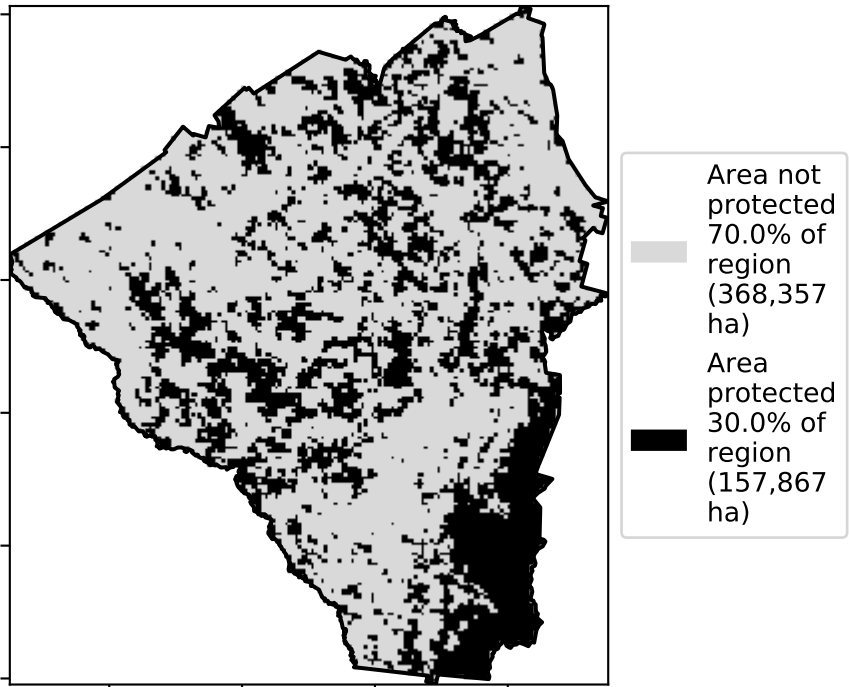 Area not
protected
70.0% of
region
(368,357
ha)
Area
protected
30.0% of
region
(157,867
ha)